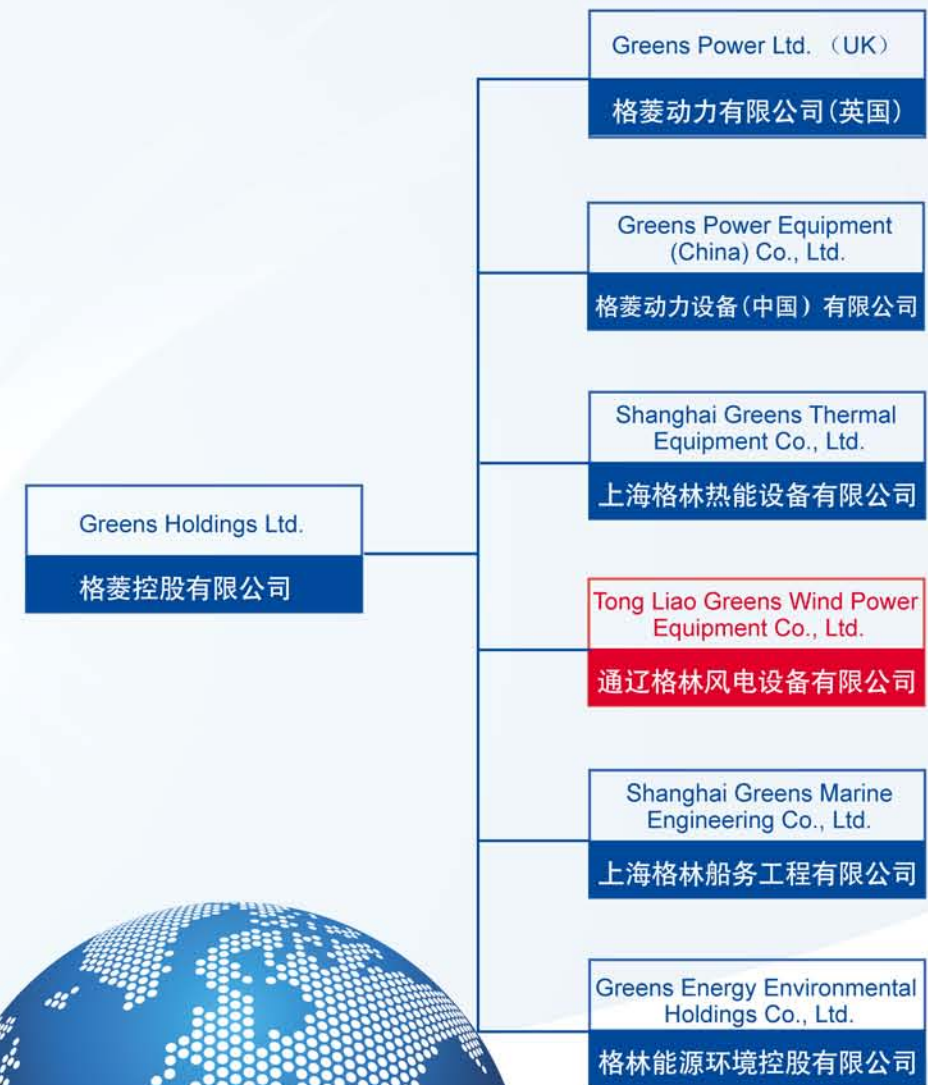 Greens Power Ltd. （UK）
格菱动力有限公司(英国)
Greens Power Equipment
(China) Co., Ltd.
格菱动力设备(中国）有限公司
Shanghai Greens Thermal
Equipment Co., Ltd.
上海格林热能设备有限公司
Greens Holdings Ltd.
格菱控股有限公司
Tong Liao Greens Wind Power
Equipment Co., Ltd.
通辽格林风电设备有限公司
Shanghai Greens Marine
Engineering Co., Ltd.
上海格林船务工程有限公司
Greens Energy Environmental
Holdings Co., Ltd.
格林能源环境控股有限公司